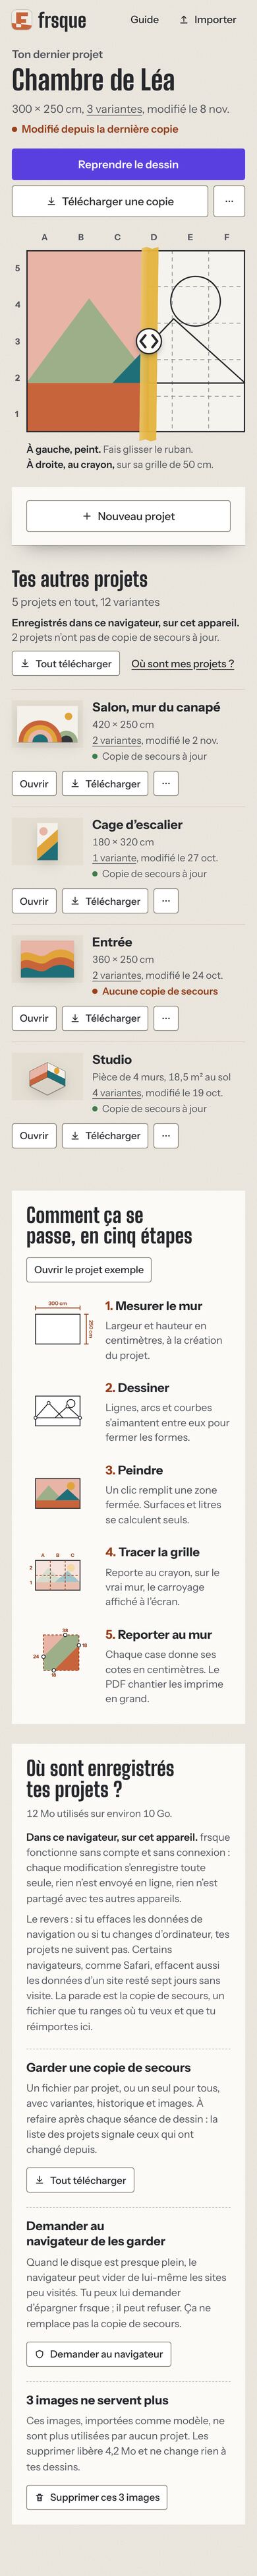 frsque
Guide
Importer
Ton dernier projet
Chambre de Léa
300 × 250 cm, 3 variantes, modifié le 8 nov.
Modifié depuis la dernière copie
Reprendre le dessin
Télécharger une copie
A B C D E F
5
4
3
2
1
À gauche, peint. Fais glisser le ruban.
À droite, au crayon, sur sa grille de 50 cm.
Nouveau projet
Tes autres projets
5 projets en tout, 12 variantes
Enregistrés dans ce navigateur, sur cet appareil.
2 projets n'ont pas de copie de secours à jour.
Tout télécharger
Où sont mes projets ?
Salon, mur du canapé
420 × 250 cm
2 variantes, modifié le 2 nov.
Copie de secours à jour
Ouvrir
Télécharger
Cage d'escalier
180 × 320 cm
1 variante, modifié le 27 oct.
Copie de secours à jour
Ouvrir
Télécharger
Entrée
360 × 250 cm
2 variantes, modifié le 24 oct.
Aucune copie de secours
Ouvrir
Télécharger
Studio
Pièce de 4 murs, 18,5 m² au sol
4 variantes, modifié le 19 oct.
Copie de secours à jour
Ouvrir
Télécharger
Comment ça se
passe, en cinq étapes
Ouvrir le projet exemple
300 cm
250 cm
1. Mesurer le mur
Largeur et hauteur en
centimètres, à la création
du projet.
2. Dessiner
Lignes, arcs et courbes
s'aimantent entre eux pour
fermer les formes.
3. Peindre
Un clic remplit une zone
fermée. Surfaces et litres
se calculent seuls.
A B C
2
1
4. Tracer la grille
Reporte au crayon, sur le
vrai mur, le carroyage
affiché à l'écran.
5. Reporter au mur
Chaque case donne ses
cotes en centimètres. Le
PDF chantier les imprime
en grand.
Où sont enregistrés
tes projets ?
12 Mo utilisés sur environ 10 Go.
Dans ce navigateur, sur cet appareil. frsque
fonctionne sans compte et sans connexion :
chaque modification s'enregistre toute
seule, rien n'est envoyé en ligne, rien n'est
partagé avec tes autres appareils.
Le revers : si tu effaces les données de
navigation ou si tu changes d'ordinateur, tes
projets ne suivent pas. Certains
navigateurs, comme Safari, effacent aussi
les données d'un site resté sept jours sans
visite. La parade est la copie de secours, un
fichier que tu ranges où tu veux et que tu
réimportes ici.
Garder une copie de secours
Un fichier par projet, ou un seul pour tous,
avec variantes, historique et images. À
refaire après chaque séance de dessin : la
liste des projets signale ceux qui ont
changé depuis.
Tout télécharger
Demander au
navigateur de les garder
Quand le disque est presque plein, le
navigateur peut vider de lui-même les sites
peu visités. Tu peux lui demander
d'épargner frsque ; il peut refuser. Ça ne
remplace pas la copie de secours.
Demander au navigateur
3 images ne servent plus
Ces images, importées comme modèle, ne
sont plus utilisées par aucun projet. Les
supprimer libère 4,2 Mo et ne change rien à
tes dessins.
Supprimer ces 3 images